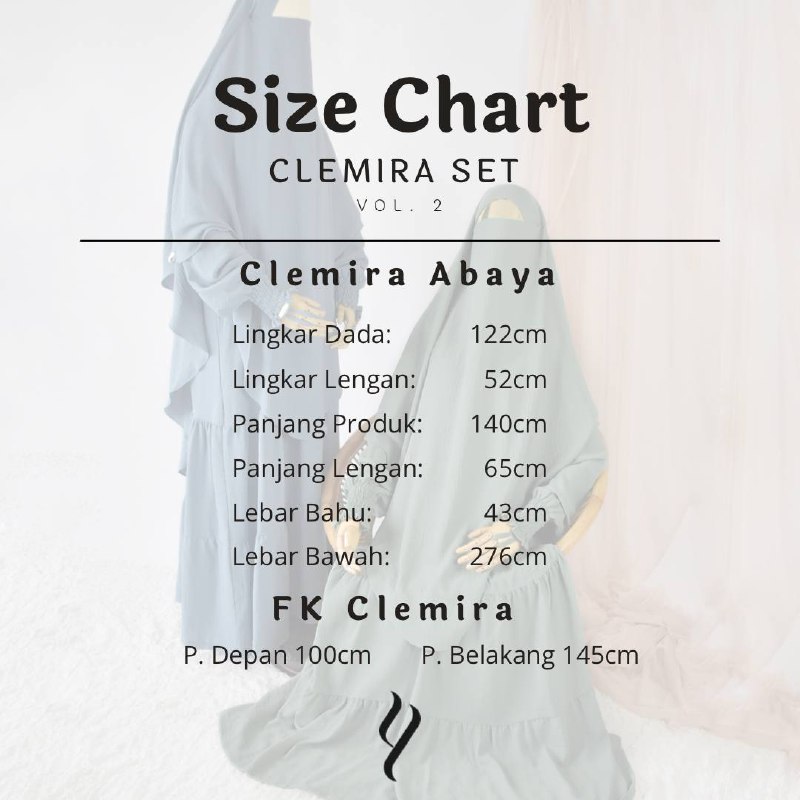 Size Chart
CLEMIRA SET
VOL. 2
Clemira Abaya
Lingkar Dada: 122cm
Lingkar Lengan: 52cm
Panjang Produk: 140cm
Panjang Lengan: 65cm
Lebar Bahu: 43cm
Lebar Bawah: 276cm
FK Clemira
P. Depan 100cm P. Belakang 145cm